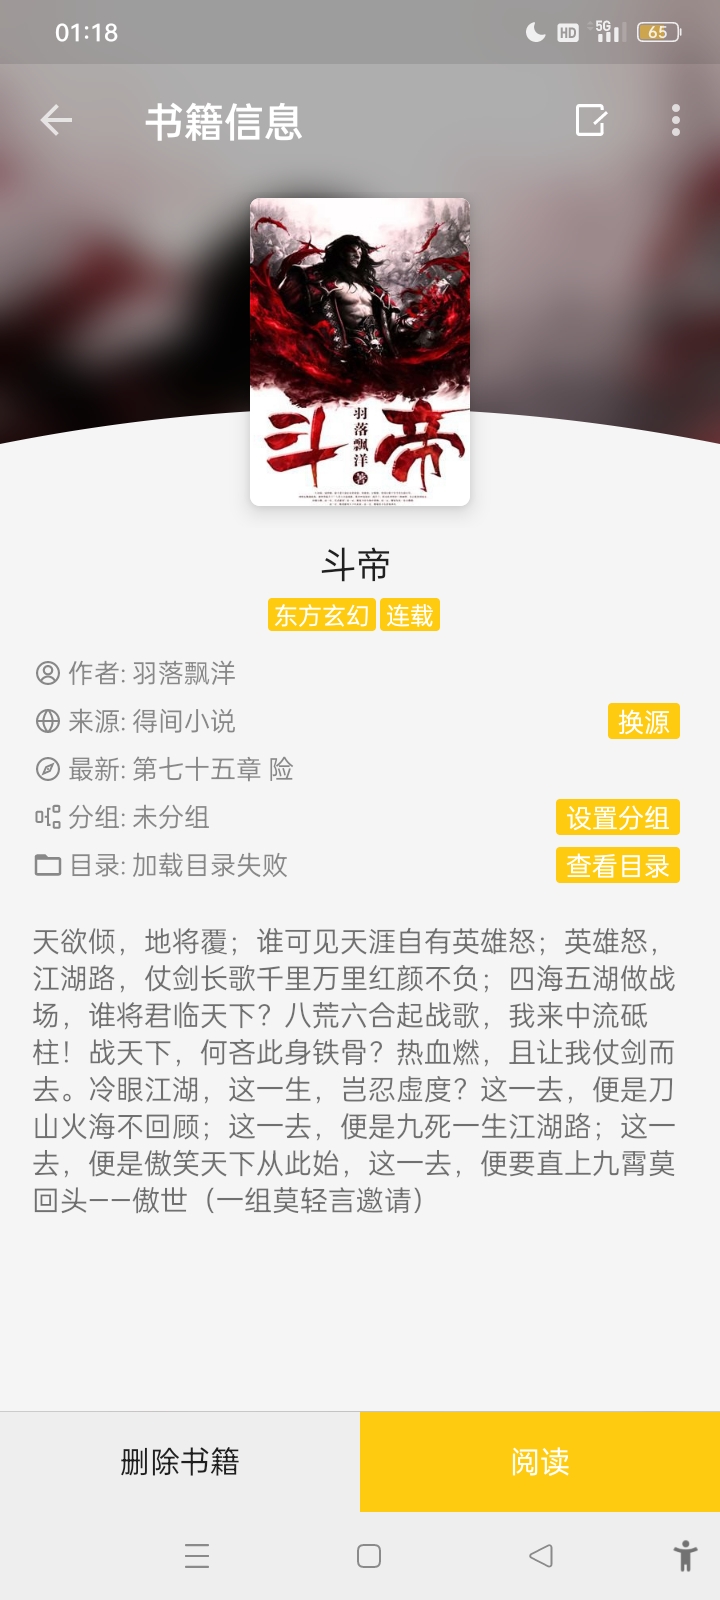 01:18
HD 5G 65
书籍信息
斗 羽落飘洋 著 帝
斗帝
东方玄幻 连载
作者: 羽落飘洋
来源: 得间小说 换源
最新: 第七十五章 险
分组: 未分组 设置分组
目录: 加载目录失败 查看目录
天欲倾，地将覆；谁可见天涯自有英雄怒；英雄怒，
江湖路，仗剑长歌千里万里红颜不负；四海五湖做战
场，谁将君临天下？八荒六合起战歌，我来中流砥
柱！战天下，何吝此身铁骨？热血燃，且让我仗剑而
去。冷眼江湖，这一生，岂忍虚度？这一去，便是刀
山火海不回顾；这一去，便是九死一生江湖路；这一
去，便是傲笑天下从此始，这一去，便要直上九霄莫
回头——傲世（一组莫轻言邀请）
删除书籍 阅读